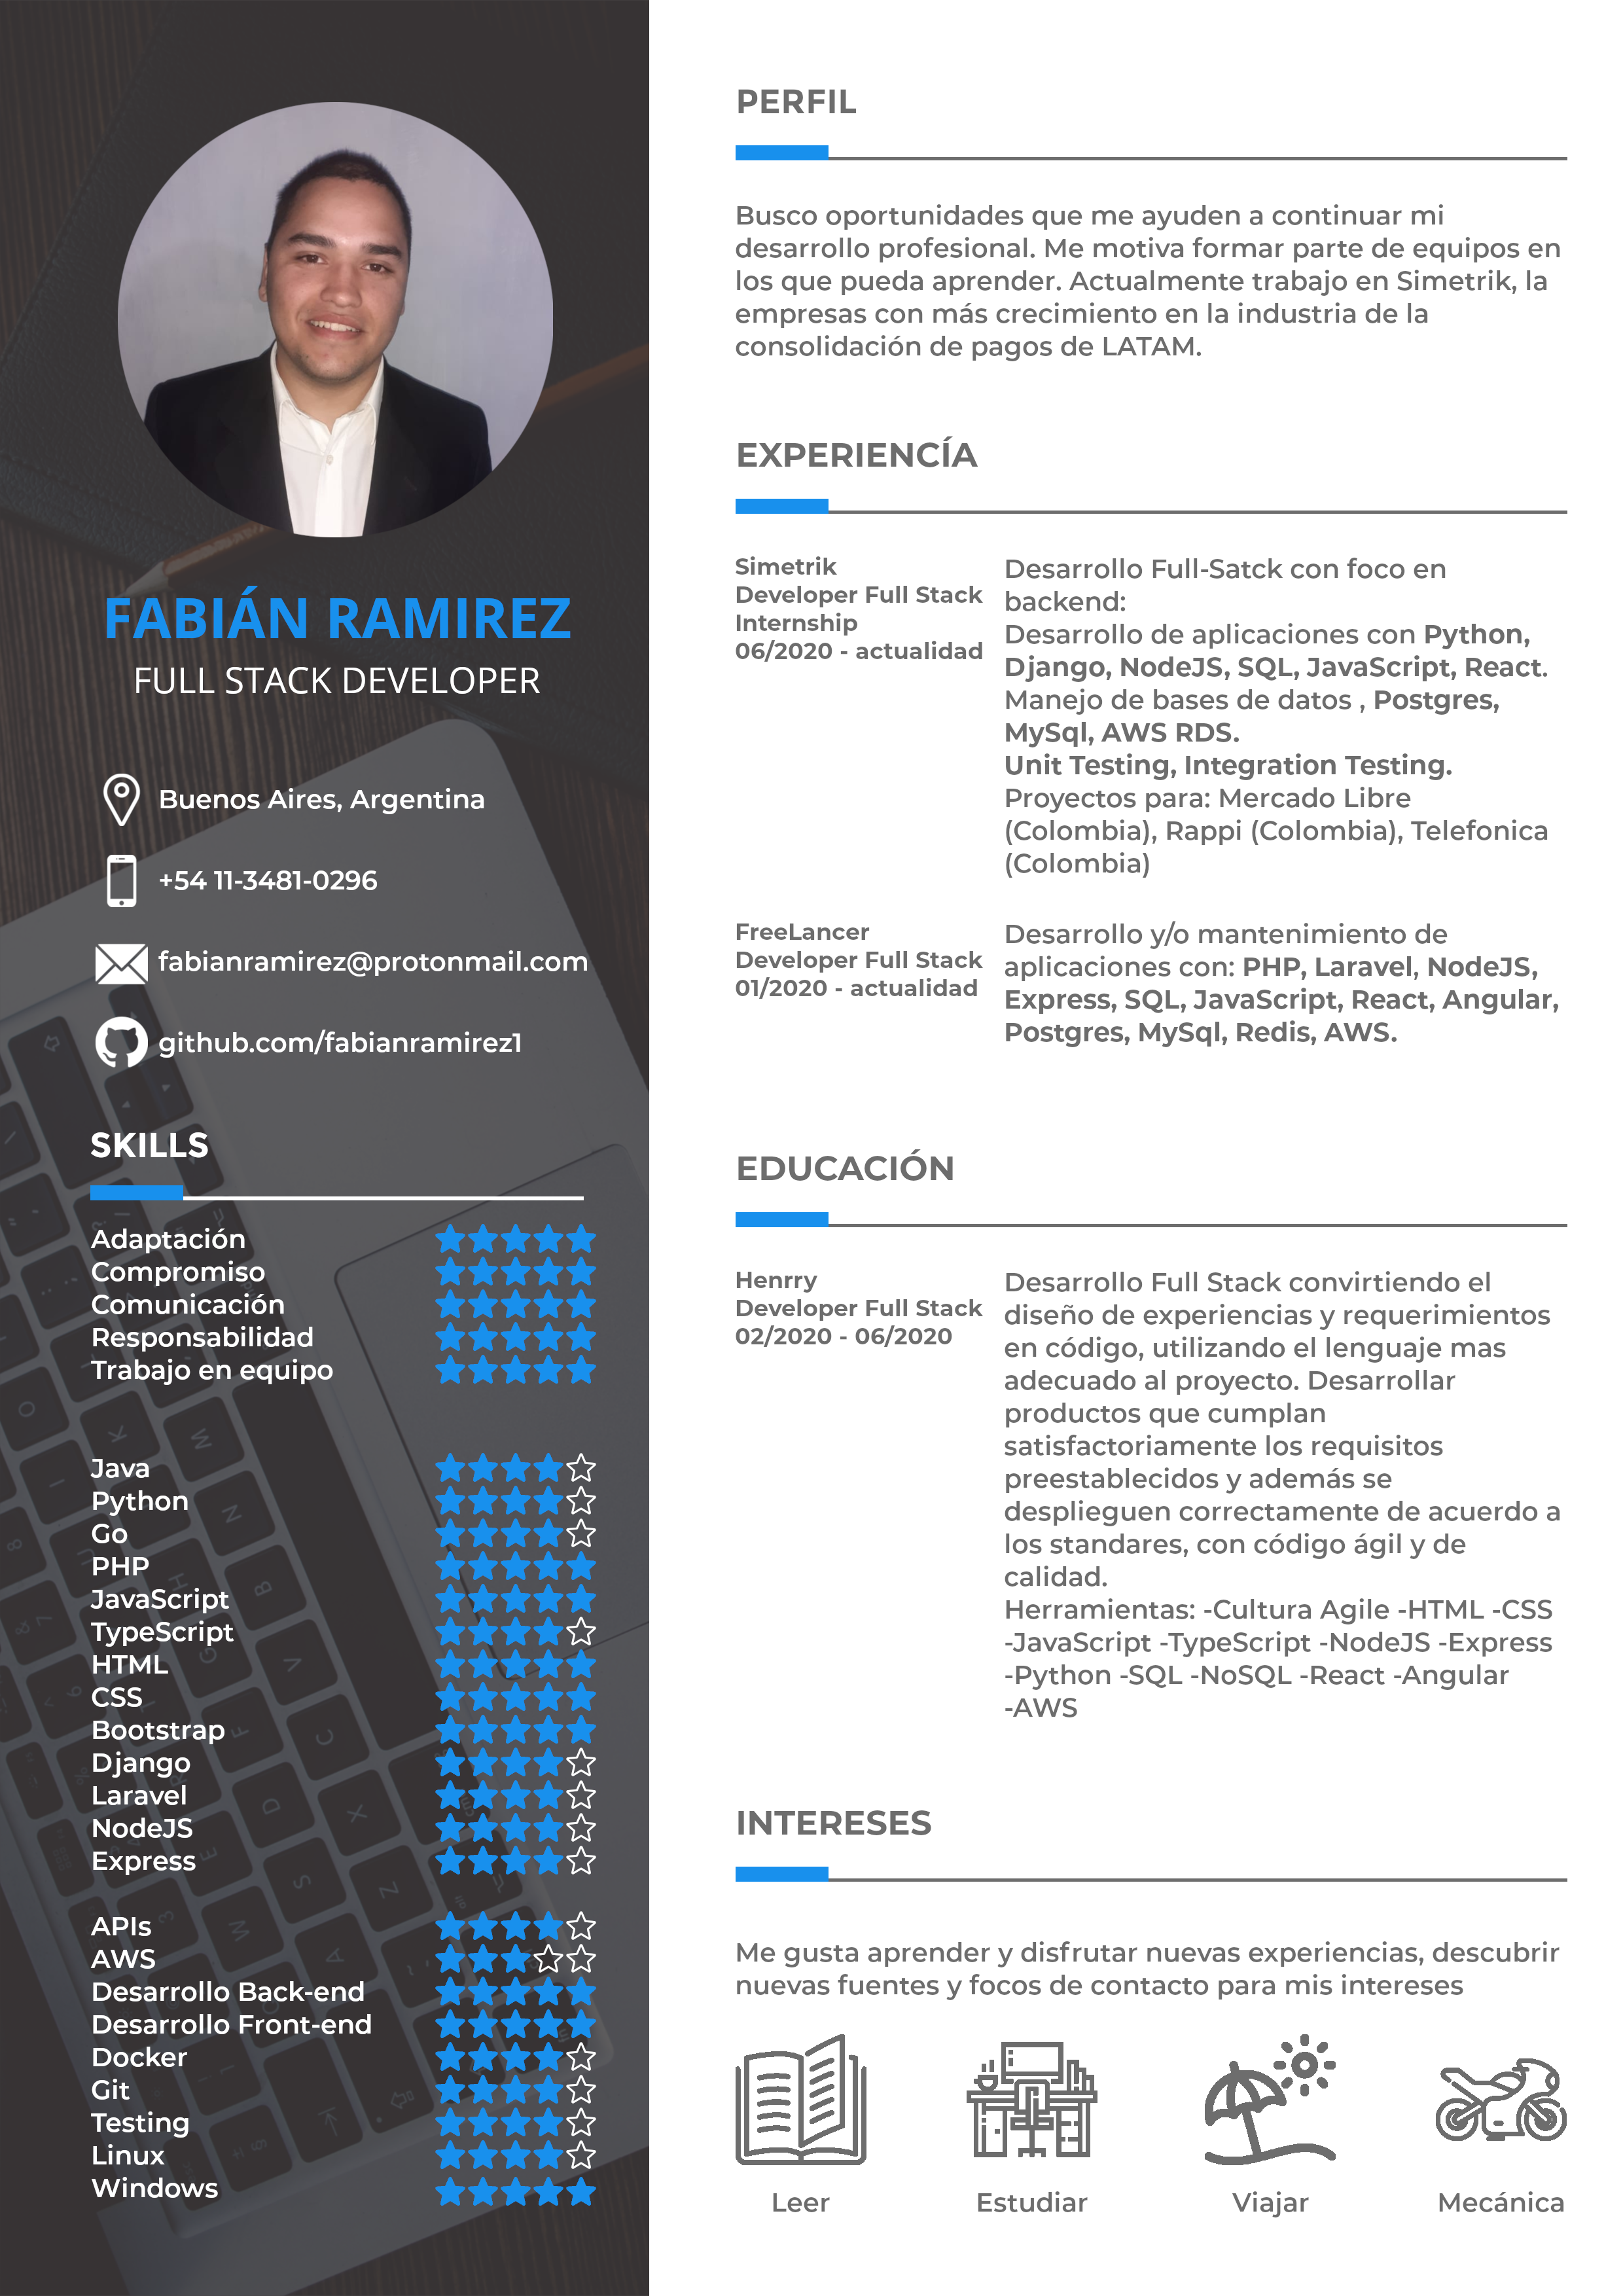 FABIÁN RAMIREZ
FULL STACK DEVELOPER
Buenos Aires, Argentina
+54 11-3481-0296
fabianramirez@protonmail.com
github.com/fabianramirez1
SKILLS
Adaptación
Compromiso
Comunicación
Responsabilidad
Trabajo en equipo
Java
Python
Go
PHP
JavaScript
TypeScript
HTML
CSS
Bootstrap
Django
Laravel
NodeJS
Express
APIs
AWS
Desarrollo Back-end
Desarrollo Front-end
Docker
Git
Testing
Linux
Windows
PERFIL
Busco oportunidades que me ayuden a continuar mi
desarrollo profesional. Me motiva formar parte de equipos en
los que pueda aprender. Actualmente trabajo en Simetrik, la
empresas con más crecimiento en la industria de la
consolidación de pagos de LATAM.
EXPERIENCÍA
Simetrik
Developer Full Stack
Internship
06/2020 - actualidad
Desarrollo Full-Satck con foco en
backend:
Desarrollo de aplicaciones con Python,
Django, NodeJS, SQL, JavaScript, React.
Manejo de bases de datos , Postgres,
MySql, AWS RDS.
Unit Testing, Integration Testing.
Proyectos para: Mercado Libre
(Colombia), Rappi (Colombia), Telefonica
(Colombia)
FreeLancer
Developer Full Stack
01/2020 - actualidad
Desarrollo y/o mantenimiento de
aplicaciones con: PHP, Laravel, NodeJS,
Express, SQL, JavaScript, React, Angular,
Postgres, MySql, Redis, AWS.
EDUCACIÓN
Henrry
Developer Full Stack
02/2020 - 06/2020
Desarrollo Full Stack convirtiendo el
diseño de experiencias y requerimientos
en código, utilizando el lenguaje mas
adecuado al proyecto. Desarrollar
productos que cumplan
satisfactoriamente los requisitos
preestablecidos y además se
desplieguen correctamente de acuerdo a
los standares, con código ágil y de
calidad.
Herramientas: -Cultura Agile -HTML -CSS
-JavaScript -TypeScript -NodeJS -Express
-Python -SQL -NoSQL -React -Angular
-AWS
INTERESES
Me gusta aprender y disfrutar nuevas experiencias, descubrir
nuevas fuentes y focos de contacto para mis intereses
Leer
Estudiar
Viajar
Mecánica